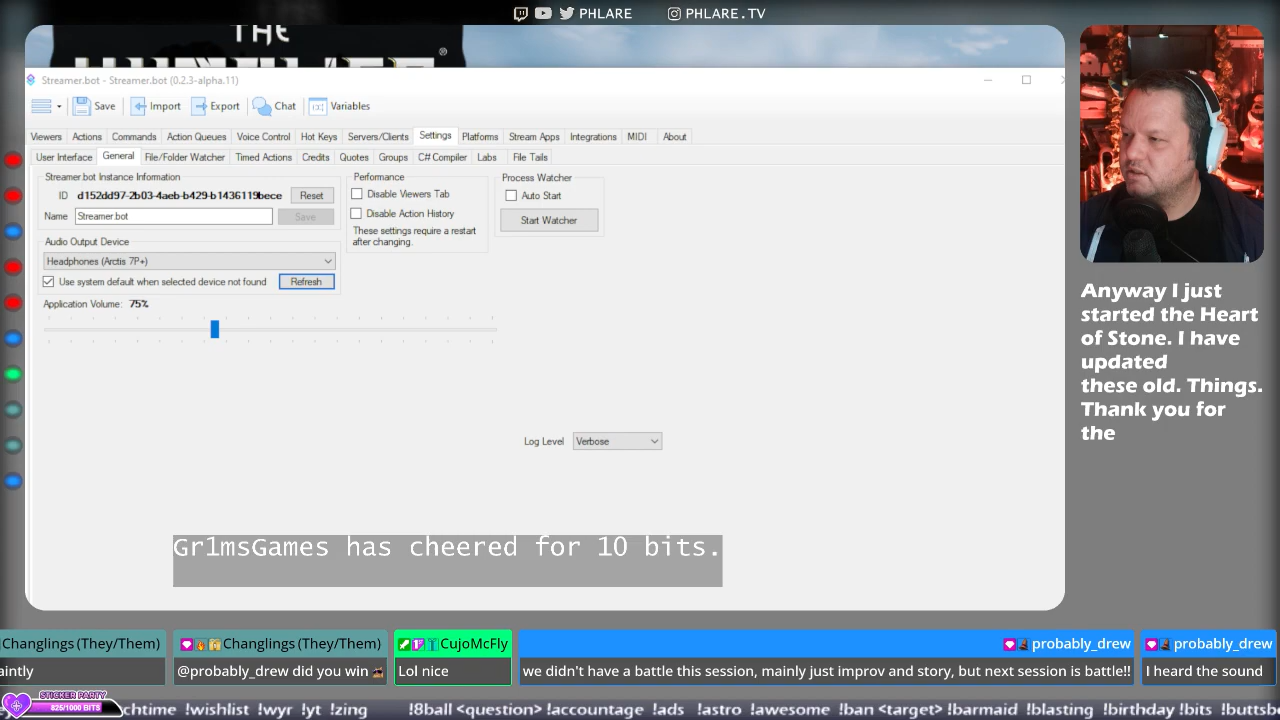 PHLARE
PHLARE.TV
THE
Streamer.bot - Streamer.bot (0.2.3-alpha.11)
Save Import Export Chat Variables
Viewers Actions Commands Action Queues Voice Control Hot Keys Servers/Clients Settings Platforms Stream Apps Integrations MIDI About
User Interface General File/Folder Watcher Timed Actions Credits Quotes Groups C# Compiler Labs File Tails
Streamer.bot Instance Information
ID d152dd97-2b03-4aeb-b429-b1436119bece Reset
Name Streamer.bot Save
Audio Output Device
Headphones (Arctis 7P+)
Use system default when selected device not found Refresh
Application Volume: 75%
Performance
Disable Viewers Tab
Disable Action History
These settings require a restart
after changing.
Process Watcher
Auto Start
Start Watcher
Log Level Verbose
Gr1msGames has cheered for 10 bits.
Anyway I just
started the Heart
of Stone. I have
updated
these old. Things.
Thank you for
the
Changlings (They/Them)
aintly
Changlings (They/Them)
@probably_drew did you win
CujoMcFly
Lol nice
probably_drew
we didn't have a battle this session, mainly just improv and story, but next session is battle!!
probably_drew
I heard the sound
STICKER PARTY
825/1000 BITS
chtime !wishlist !wyr !yt !zing !8ball <question> !accountage !ads !astro !awesome !ban <target> !barmaid !blasting !birthday !bits !buttsb